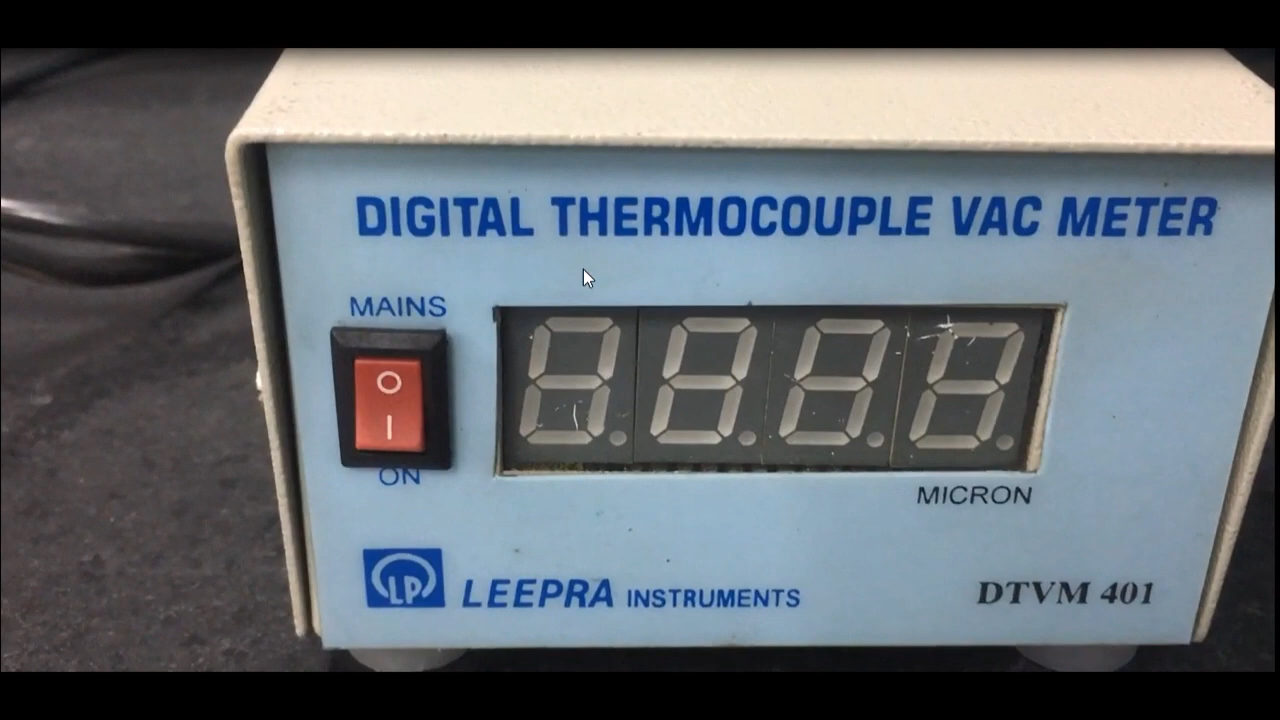 DIGITAL THERMOCOUPLE VAC METER
MAINS
O
I
ON
MICRON
LP
LEEPRA INSTRUMENTS
DTVM 401